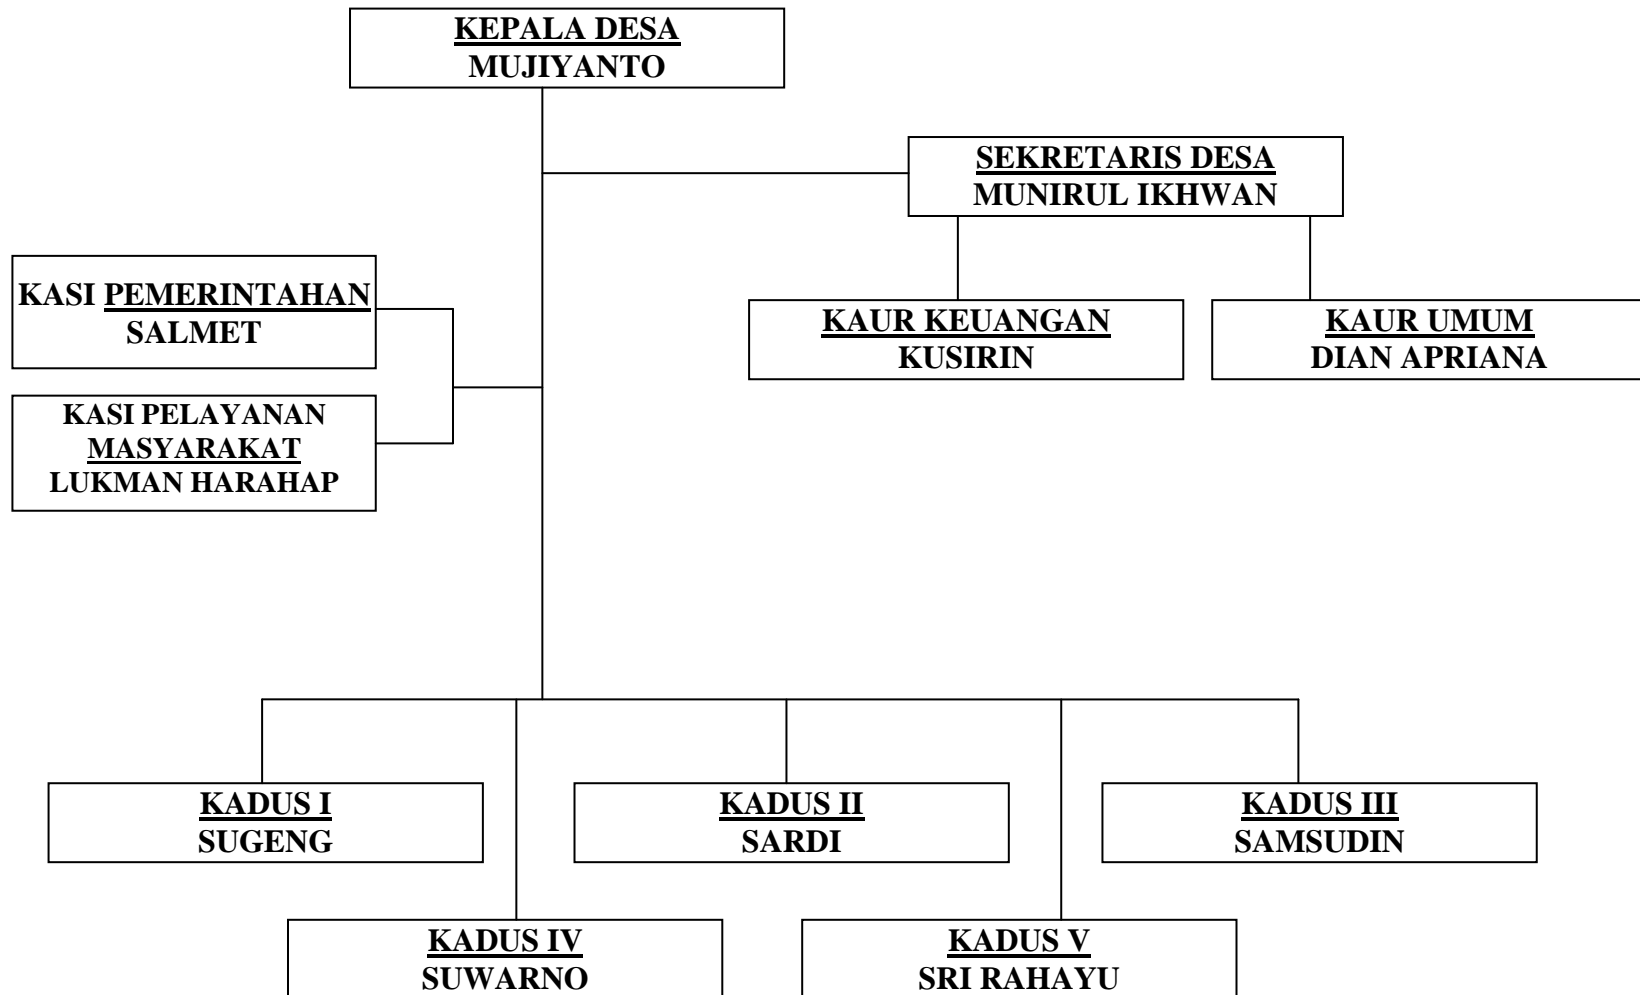 KEPALA DESA
MUJIYANTO
SEKRETARIS DESA
MUNIRUL IKHWAN
KASI PEMERINTAHAN
SALMET
KAUR KEUANGAN
KUSIRIN
KAUR UMUM
DIAN APRIANA
KASI PELAYANAN
MASYARAKAT
LUKMAN HARAHAP
KADUS I
SUGENG
KADUS II
SARDI
KADUS III
SAMSUDIN
KADUS IV
SUWARNO
KADUS V
SRI RAHAYU